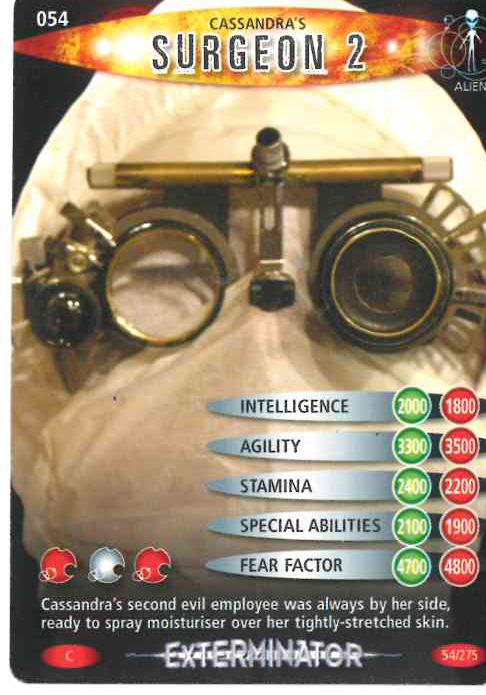 054
CASSANDRA'S
SURGEON 2
ALIEN
INTELLIGENCE 2000 1800
AGILITY 3300 3500
STAMINA 2400 2200
SPECIAL ABILITIES 2100 1900
FEAR FACTOR 4700 4800
Cassandra's second evil employee was always by her side,
ready to spray moisturiser over her tightly-stretched skin.
C
EXTERMINATOR
54/275